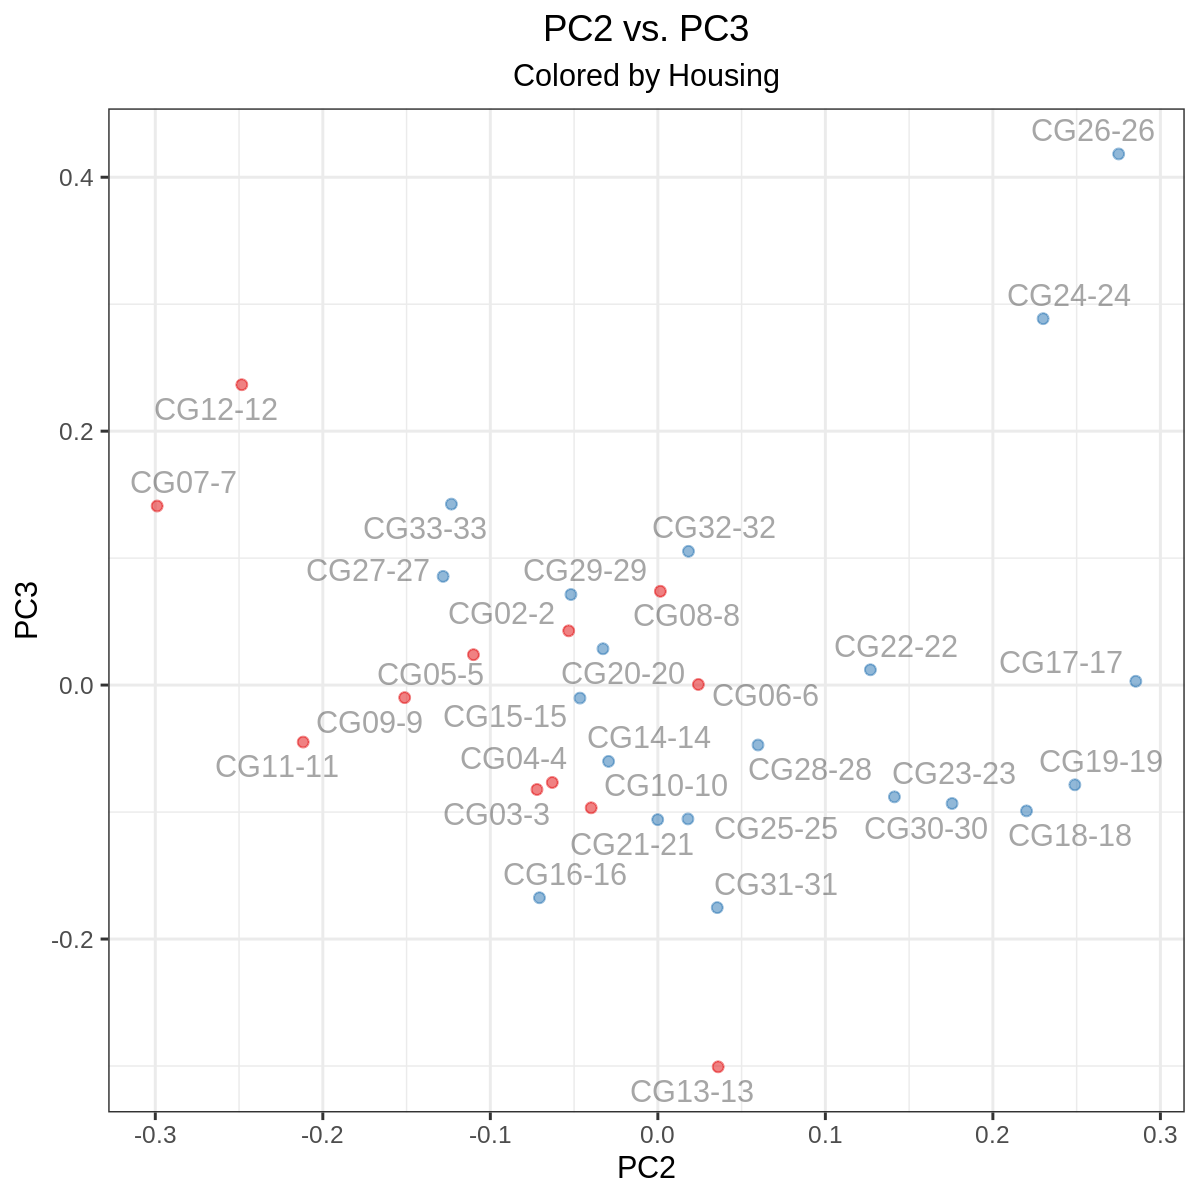 PC2 vs. PC3
Colored by Housing
CG26-26
0.4
CG24-24
CG12-12
0.2
CG07-7
CG33-33
CG32-32
CG27-27
CG29-29
CG02-2
CG08-8
CG22-22
CG17-17
CG05-5
CG20-20
0.0
CG06-6
CG09-9
CG15-15
CG14-14
CG11-11
CG04-4
CG28-28
CG23-23
CG19-19
CG10-10
CG03-3
CG25-25
CG30-30
CG18-18
CG21-21
CG16-16
CG31-31
-0.2
CG13-13
PC3
-0.3
-0.2
-0.1
0.0
0.1
0.2
0.3
PC2